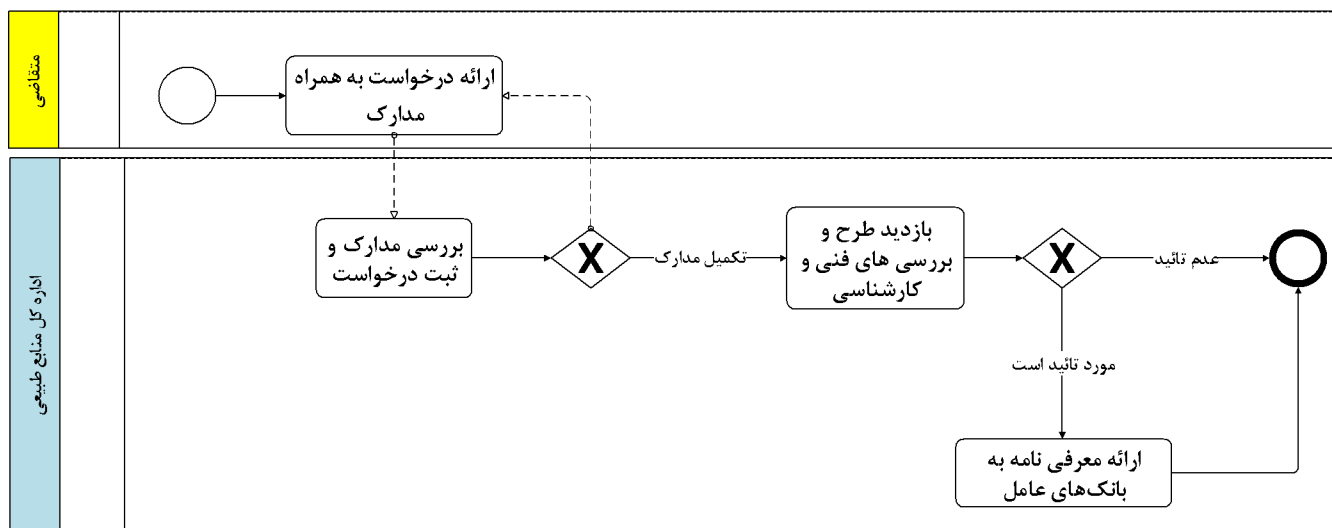 متقاضی
ارائه درخواست به همراه
مدارک
اداره کل منابع طبیعی
بررسی مدارک و
ثبت درخواست
X
تکمیل مدارک
بازدید طرح و
بررسی های فنی و
کارشناسی
X
عدم تائید
مورد تائید است
ارائه معرفی نامه به
بانک‌های عامل